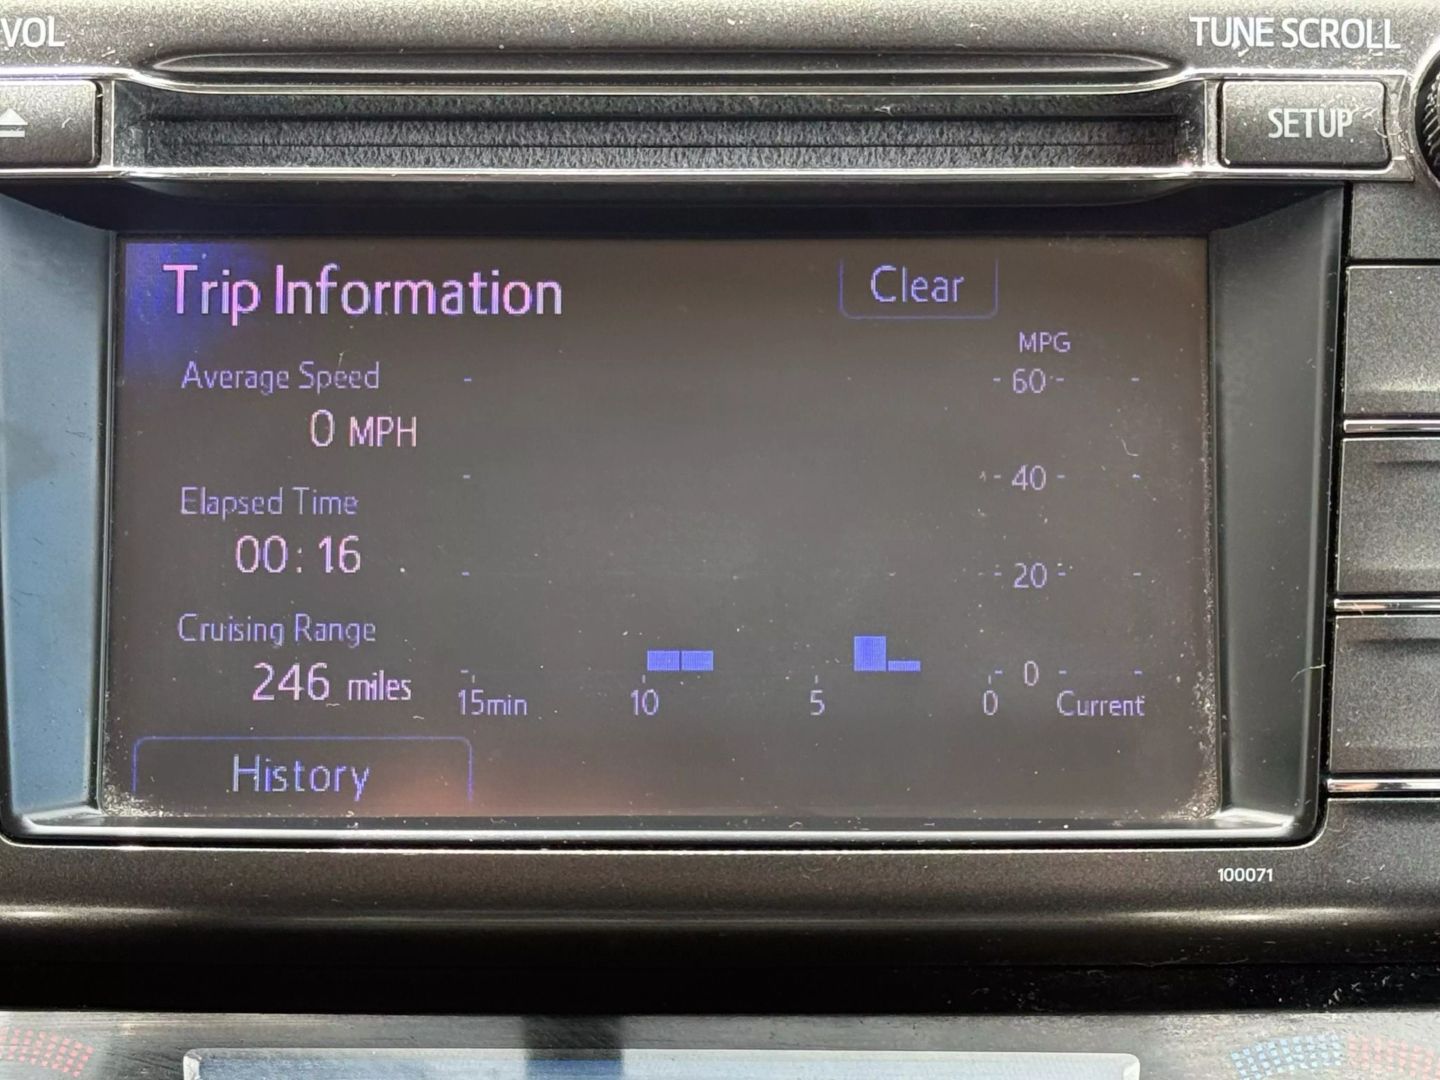 VOL
TUNE SCROLL
SETUP
Trip Information
Clear
MPG
Average Speed
0 MPH
60
40
20
0
Elapsed Time
00:16
Cruising Range
246 miles
15min 10 5 0 Current
History
100071